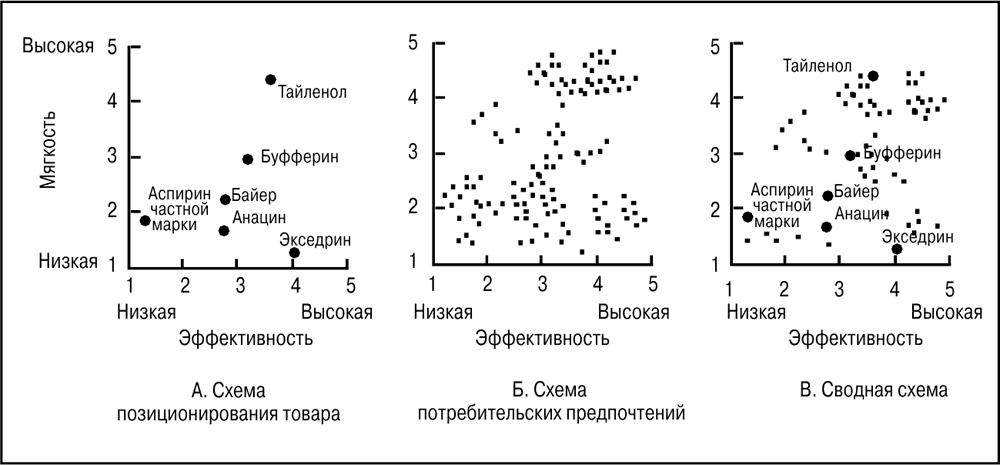 Высокая
Мягкость
Низкая
5
4
3
2
1
Тайленол
Буфферин
Байер
Аспирин
частной
марки
Анацин
Экседрин
1 2 3 4 5
Низкая Высокая
Эффективность
А. Схема
позиционирования товара
5
4
3
2
1
1 2 3 4 5
Низкая Высокая
Эффективность
Б. Схема
потребительских предпочтений
5
4
3
2
1
Тайленол
Буфферин
Аспирин
частной
марки
Байер
Анацин
Экседрин
1 2 3 4 5
Низкая Высокая
Эффективность
В. Сводная схема